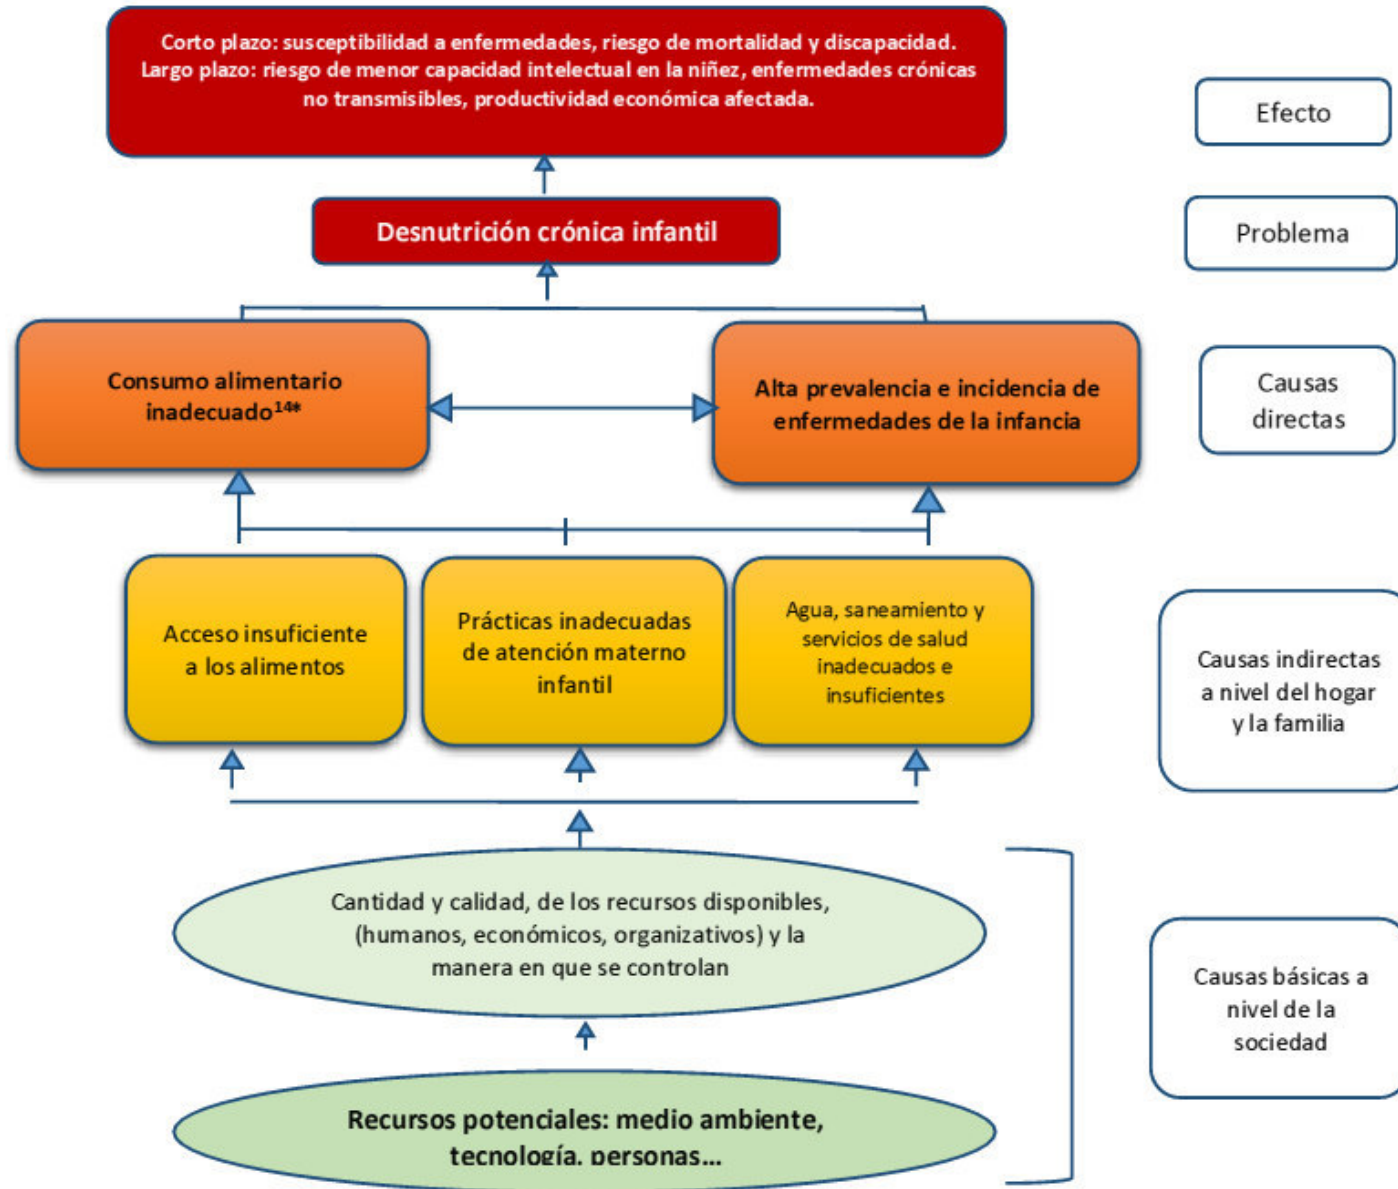 Corto plazo: susceptibilidad a enfermedades, riesgo de mortalidad y discapacidad.
Largo plazo: riesgo de menor capacidad intelectual en la niñez, enfermedades crónicas
no transmisibles, productividad económica afectada.
Efecto
Desnutrición crónica infantil
Problema
Consumo alimentario
inadecuado¹⁴*
Alta prevalencia e incidencia de
enfermedades de la infancia
Causas
directas
Acceso insuficiente
a los alimentos
Prácticas inadecuadas
de atención materno
infantil
Agua, saneamiento y
servicios de salud
inadecuados e
insuficientes
Causas indirectas
a nivel del hogar
y la familia
Cantidad y calidad, de los recursos disponibles,
(humanos, económicos, organizativos) y la
manera en que se controlan
Causas básicas a
nivel de la
sociedad
Recursos potenciales: medio ambiente,
tecnología, personas...